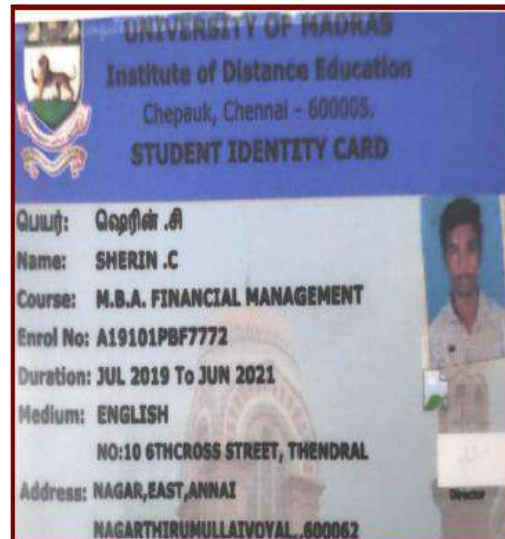 UNIVERSITY OF MADRAS
Institute of Distance Education
Chepauk, Chennai - 600005.
STUDENT IDENTITY CARD
பெயர்: ஷெரின் .சி
Name: SHERIN .C
Course: M.B.A. FINANCIAL MANAGEMENT
Enrol No: A19101PBF7772
Duration: JUL 2019 To JUN 2021
Medium: ENGLISH
NO:10 6THCROSS STREET, THENDRAL
Address: NAGAR,EAST,ANNAI
NAGARTHIRUMULLAIVOYAL,,600062
Director